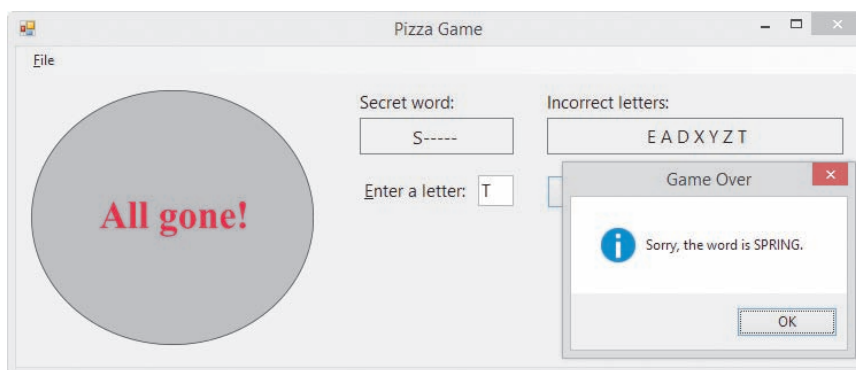 Pizza Game
File
Secret word:
Incorrect letters:
S-----
E A D X Y Z T
Enter a letter: T
All gone!
Game Over
Sorry, the word is SPRING.
OK